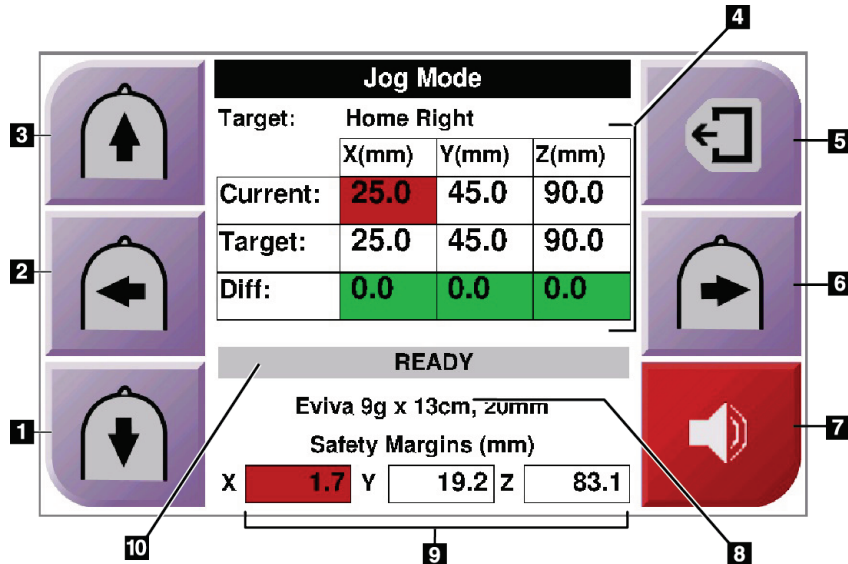 4
Jog Mode
Target: Home Right
X(mm) Y(mm) Z(mm)
Current: 25.0 45.0 90.0
Target: 25.0 45.0 90.0
Diff: 0.0 0.0 0.0
READY
Eviva 9g x 13cm, 20mm
Safety Margins (mm)
X 1.7 Y 19.2 Z 83.1
3
2
1
5
6
7
10
9
8